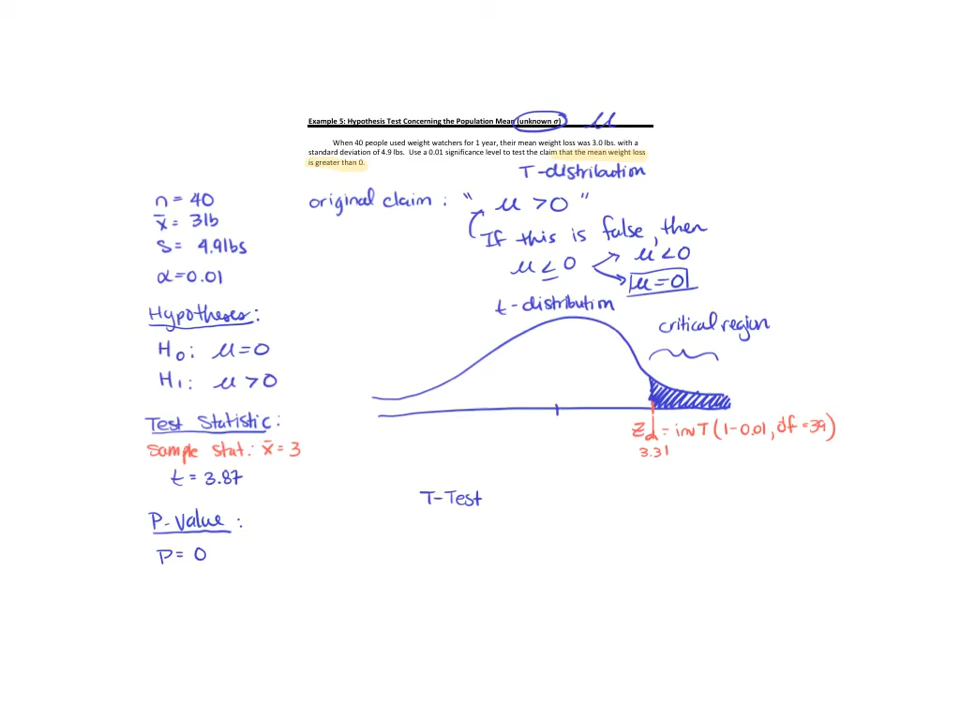 Example 5: Hypothesis Test Concerning the Population Mean (unknown σ) μ
When 40 people used weight watchers for 1 year, their mean weight loss was 3.0 lbs. with a
standard deviation of 4.9 lbs. Use a 0.01 significance level to test the claim that the mean weight loss
is greater than 0.
T-distribution
n = 40
x̄ = 3lb
s = 4.9lbs
α=0.01
original claim : " μ >0 "
If this is false, then
μ ≤ 0
μ<0
μ=0
Hypotheses:
H₀: μ=0
H₁: μ >0
t-distribution
critical region
Test Statistic:
Sample stat.: x̄ = 3
t = 3.87
= invT (1-0.01, df=39)
3.31
T-Test
P-Value :
P= 0